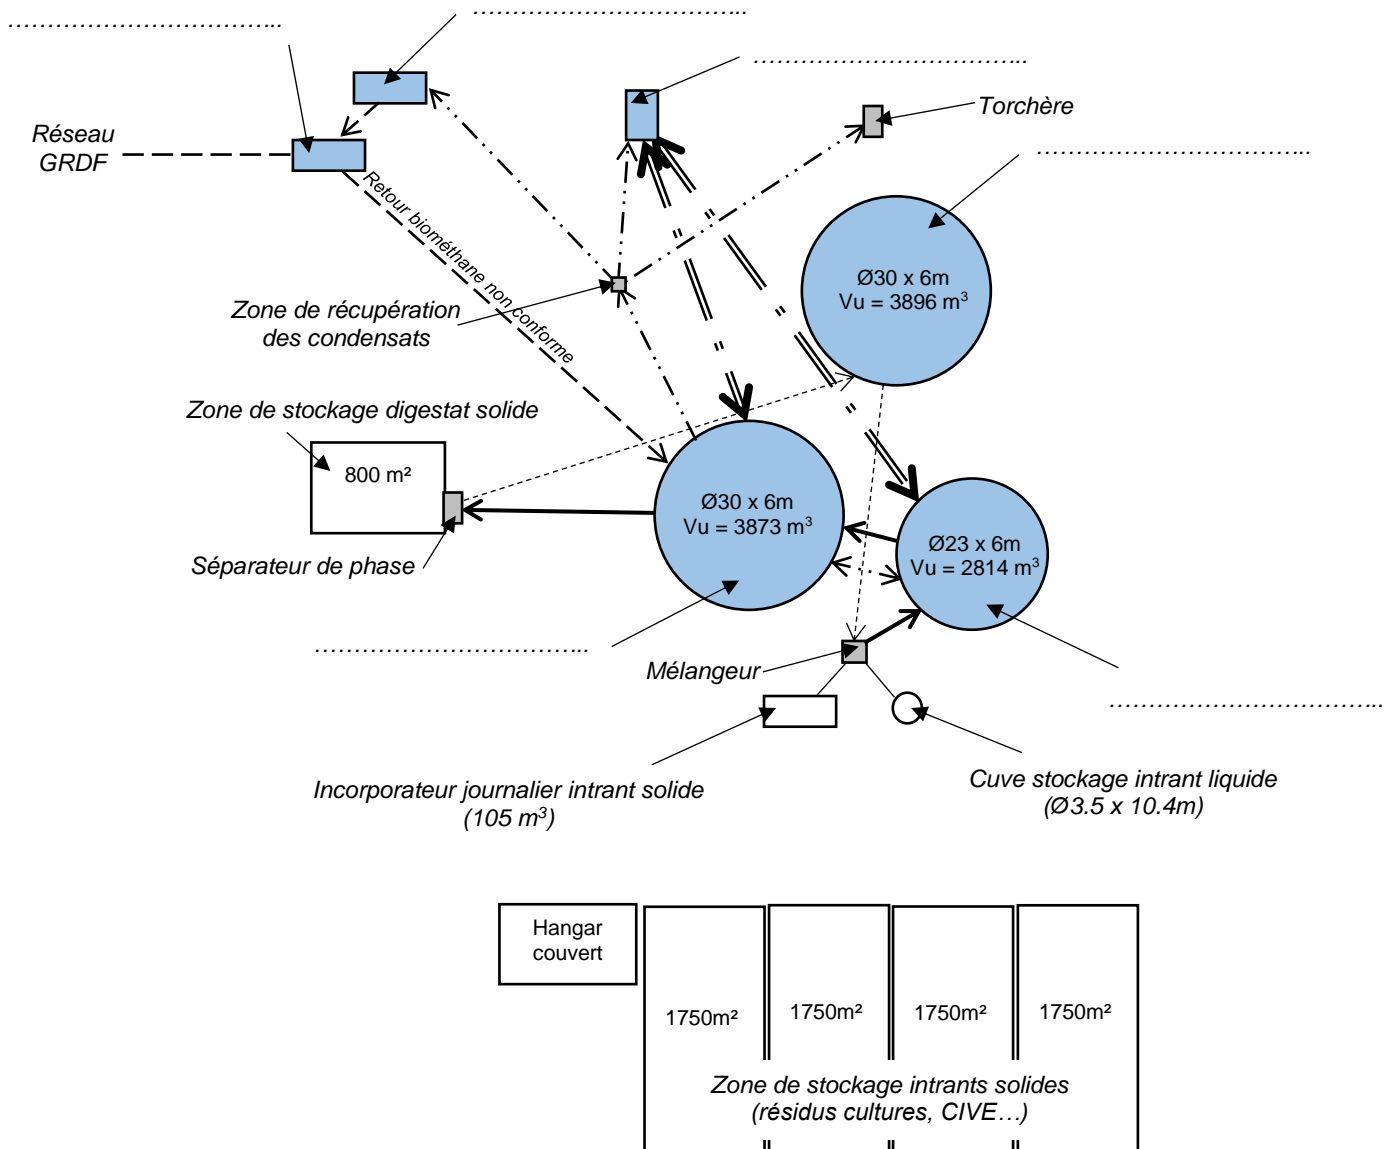 ……………………………..
……………………………..
……………………………..
Torchère
Réseau
GRDF
……………………………..
Retour biométhane non conforme
Ø30 x 6m
Vu = 3896 m³
Zone de récupération
des condensats
Zone de stockage digestat solide
800 m²
Ø30 x 6m
Vu = 3873 m³
Ø23 x 6m
Vu = 2814 m³
Séparateur de phase
……………………………..
Mélangeur
……………………………..
Incorporateur journalier intrant solide
(105 m³)
Cuve stockage intrant liquide
(Ø3.5 x 10.4m)
Hangar
couvert
1750m²
1750m²
1750m²
1750m²
Zone de stockage intrants solides
(résidus cultures, CIVE…)